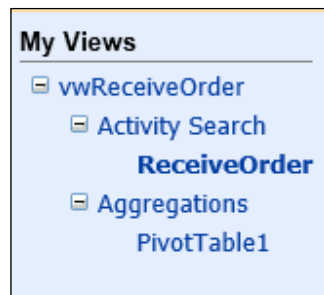 My Views
vwReceiveOrder
Activity Search
ReceiveOrder
Aggregations
PivotTable1